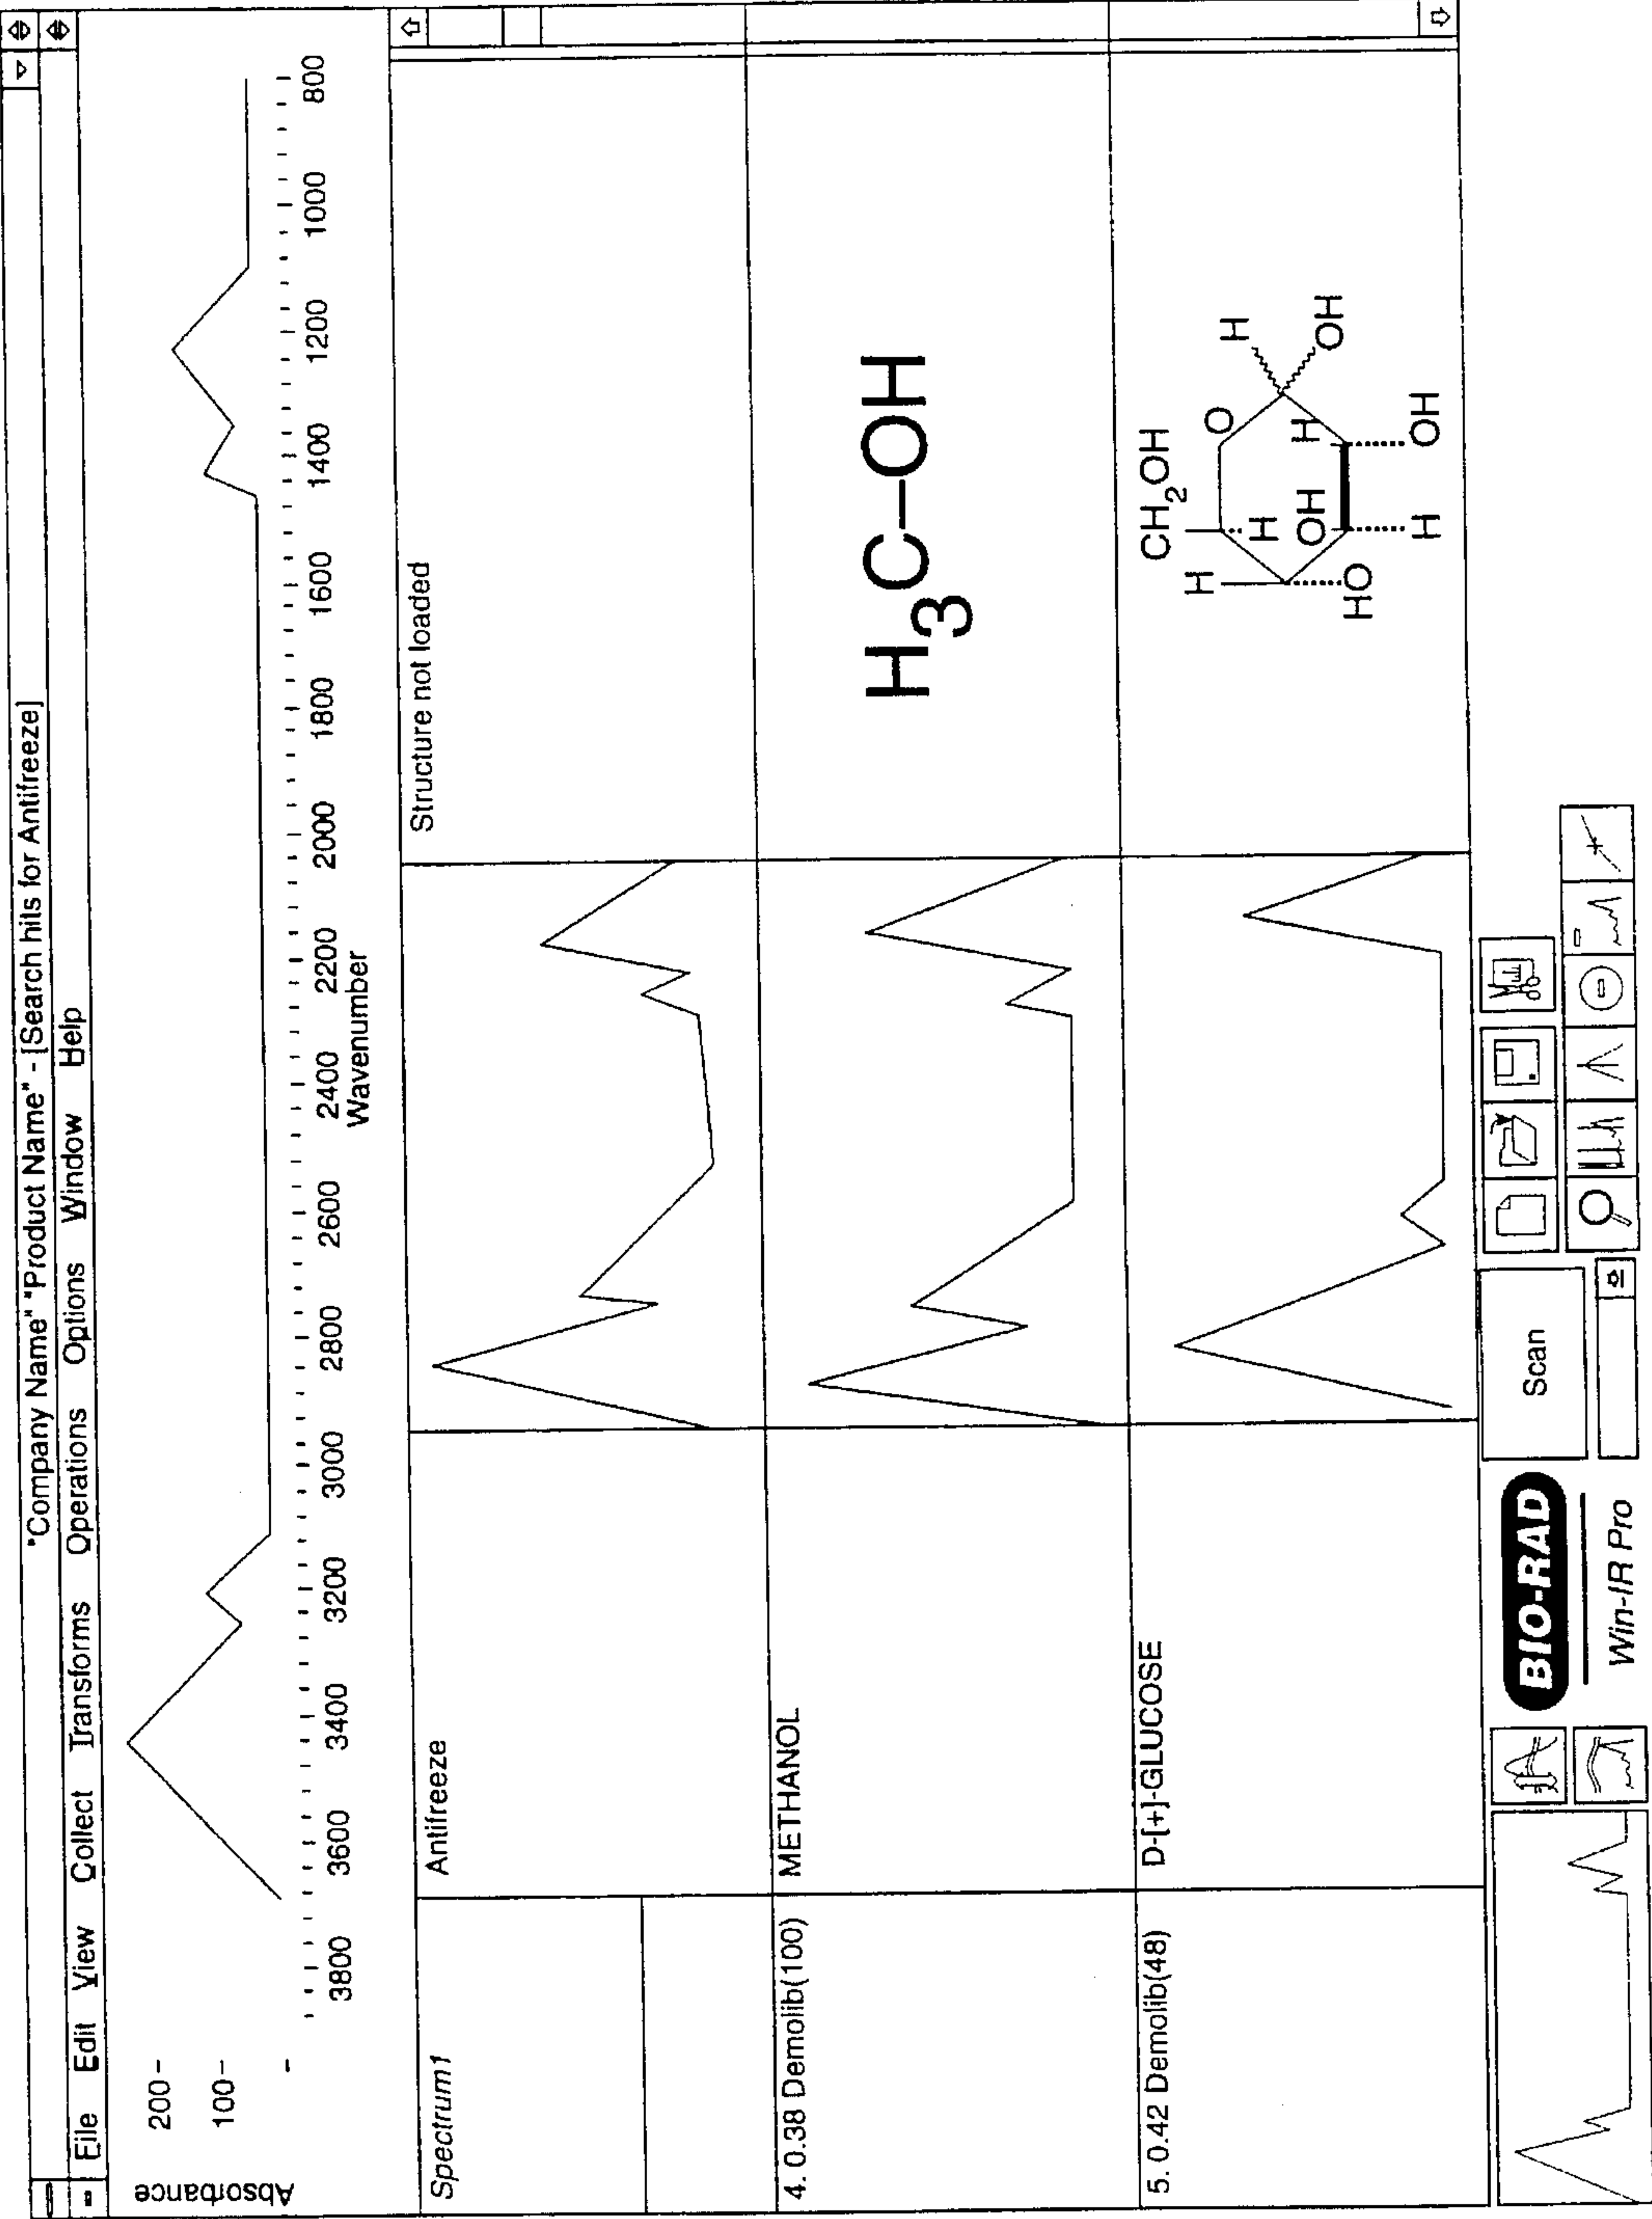 "Company Name" "Product Name" - [Search hits for Antifreeze]
File Edit View Collect Transforms Operations Options Window Help
Absorbance
200
100
3800 3600 3400 3200 3000 2800 2600 2400 2200 2000 1800 1600 1400 1200 1000 800
Wavenumber
Spectrum1
Antifreeze
Structure not loaded
4. 0.38 Demolib(100)
METHANOL
H3C-OH
5. 0.42 Demolib(48)
D-[+]-GLUCOSE
CH2OH
H
O
H
H
OH
H
OH
HO
H
OH
BIO-RAD
Win-IR Pro
Scan